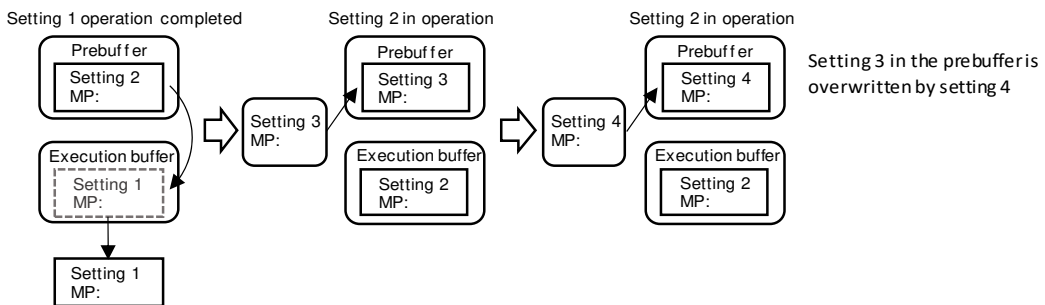 Setting 1 operation completed
Prebuffer
Setting 2
MP:
Execution buffer
Setting 1
MP:
Setting 1
MP:
Setting 3
MP:
Setting 2 in operation
Prebuffer
Setting 3
MP:
Execution buffer
Setting 2
MP:
Setting 4
MP:
Setting 2 in operation
Prebuffer
Setting 4
MP:
Execution buffer
Setting 2
MP:
Setting 3 in the prebuffer is
overwritten by setting 4